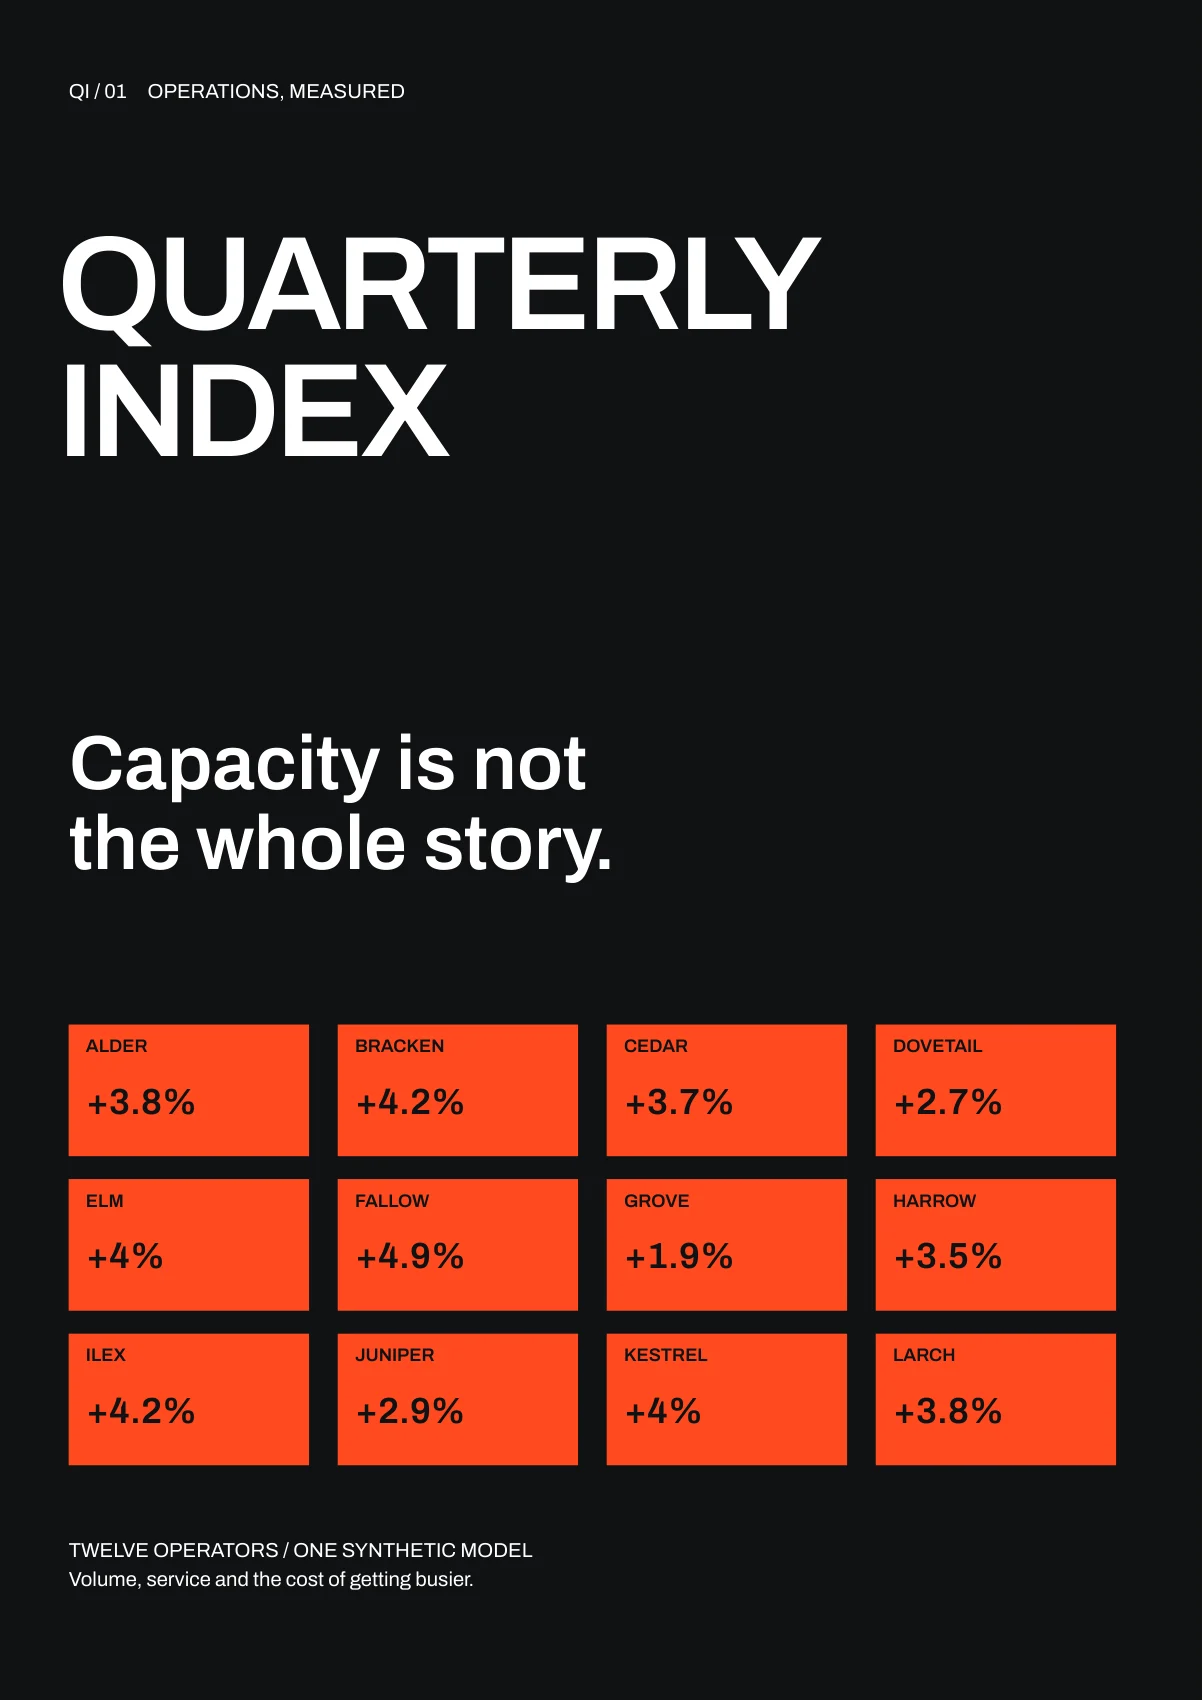 QI / 01 OPERATIONS, MEASURED
QUARTERLY
INDEX
Capacity is not
the whole story.
ALDER
+3.8%
BRACKEN
+4.2%
CEDAR
+3.7%
DOVETAIL
+2.7%
ELM
+4%
FALLOW
+4.9%
GROVE
+1.9%
HARROW
+3.5%
ILEX
+4.2%
JUNIPER
+2.9%
KESTREL
+4%
LARCH
+3.8%
TWELVE OPERATORS / ONE SYNTHETIC MODEL
Volume, service and the cost of getting busier.